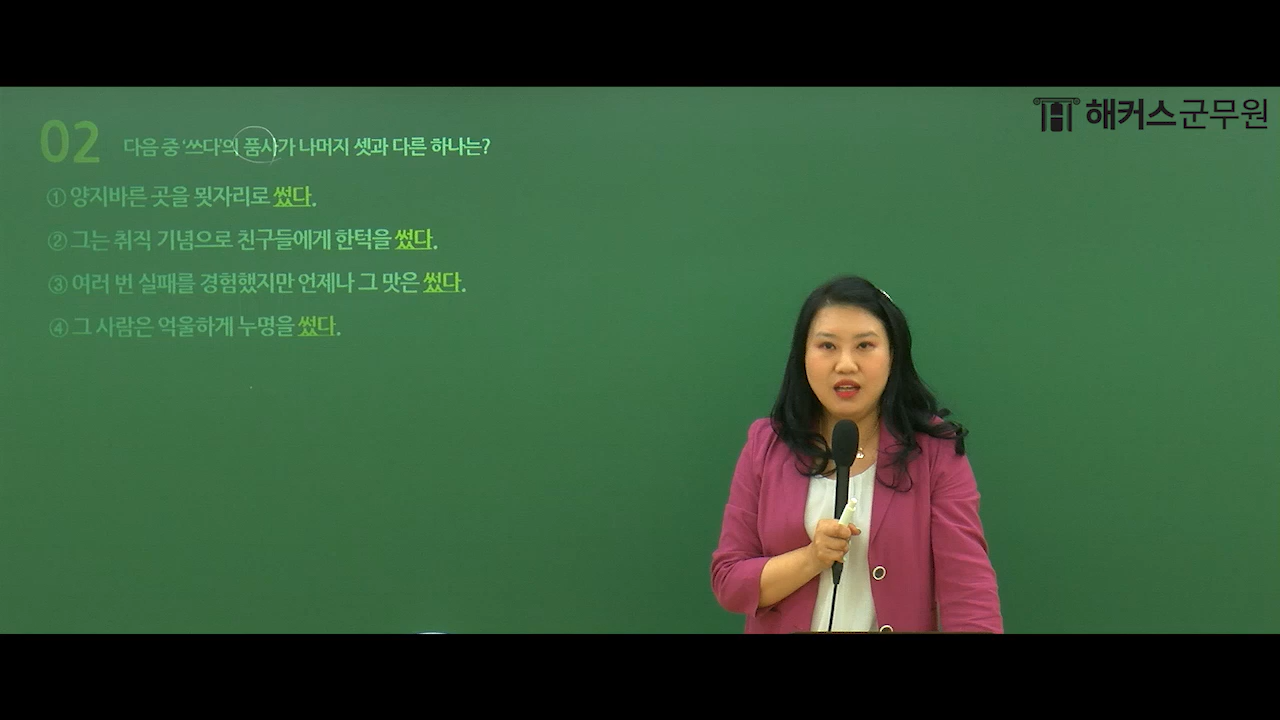 해커스군무원
02 다음 중 '쓰다'의 품사가 나머지 셋과 다른 하나는?
① 양지바른 곳을 묏자리로 썼다.
② 그는 취직 기념으로 친구들에게 한턱을 썼다.
③ 여러 번 실패를 경험했지만 언제나 그 맛은 썼다.
④ 그 사람은 억울하게 누명을 썼다.